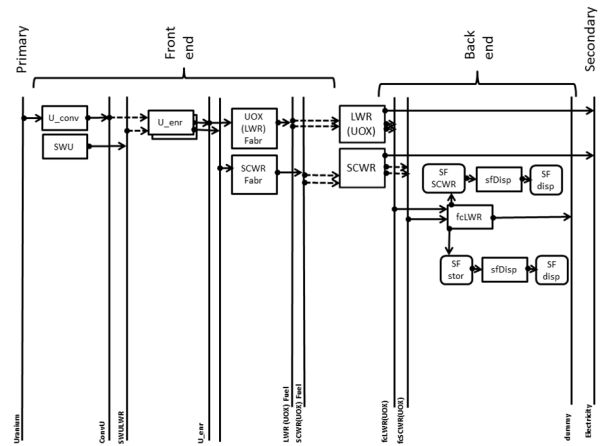 Primary
Front
end
Back
end
Secondary
U_conv
SWU
U_enr
UOX
(LWR)
Fabr
SCWR
Fabr
LWR
(UOX)
SCWR
SF
SCWR
sfDisp
SF
disp
fcLWR
SF
stor
sfDisp
SF
disp
Uranium
ConvU
SWULWR
U_enr
LWR (UOX) Fuel
SCWR(UOX) Fuel
fcLWR(UOX)
fcSCWR(UOX)
dummy
Electricity